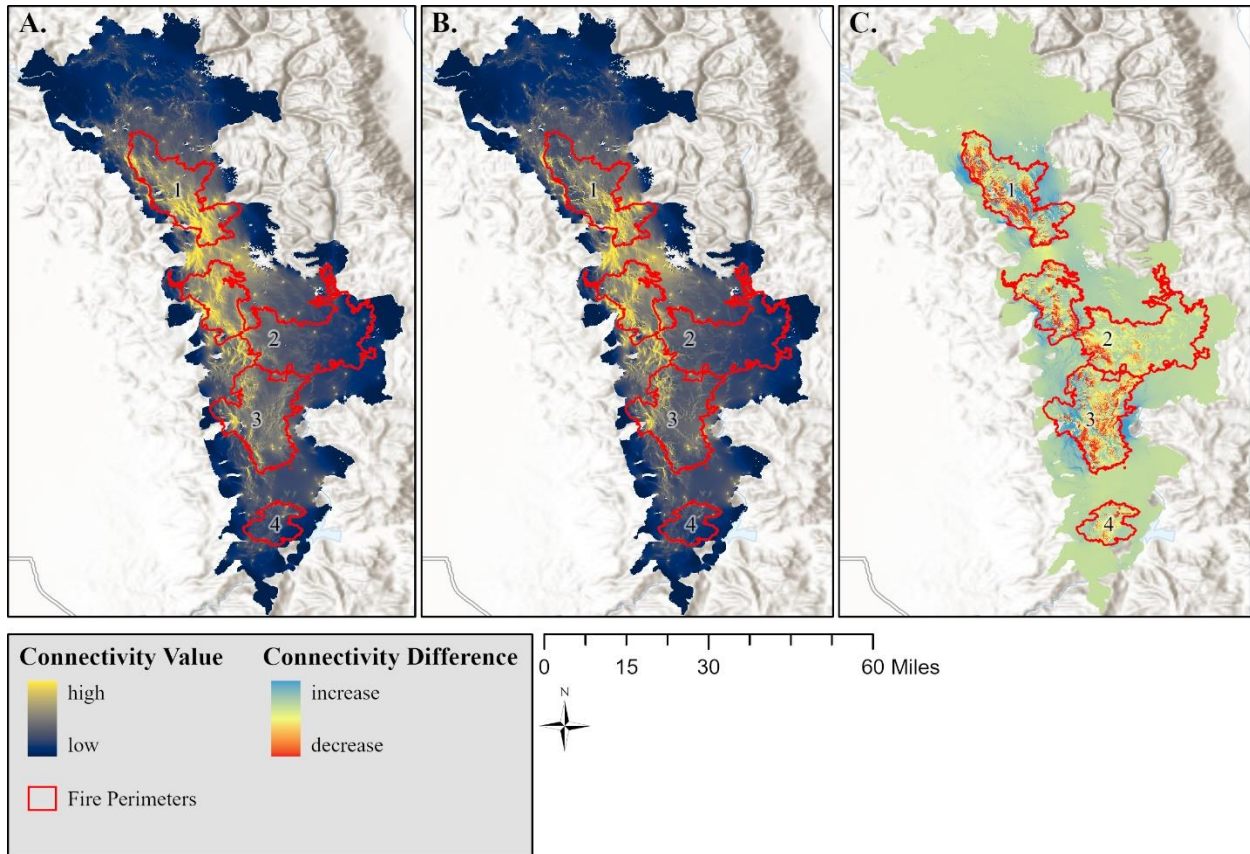 A.
B.
C.
1
2
3
4
1
2
3
4
1
2
3
4
Connectivity Value
high
low
Connectivity Difference
increase
decrease
Fire Perimeters
0 15 30 60 Miles
N